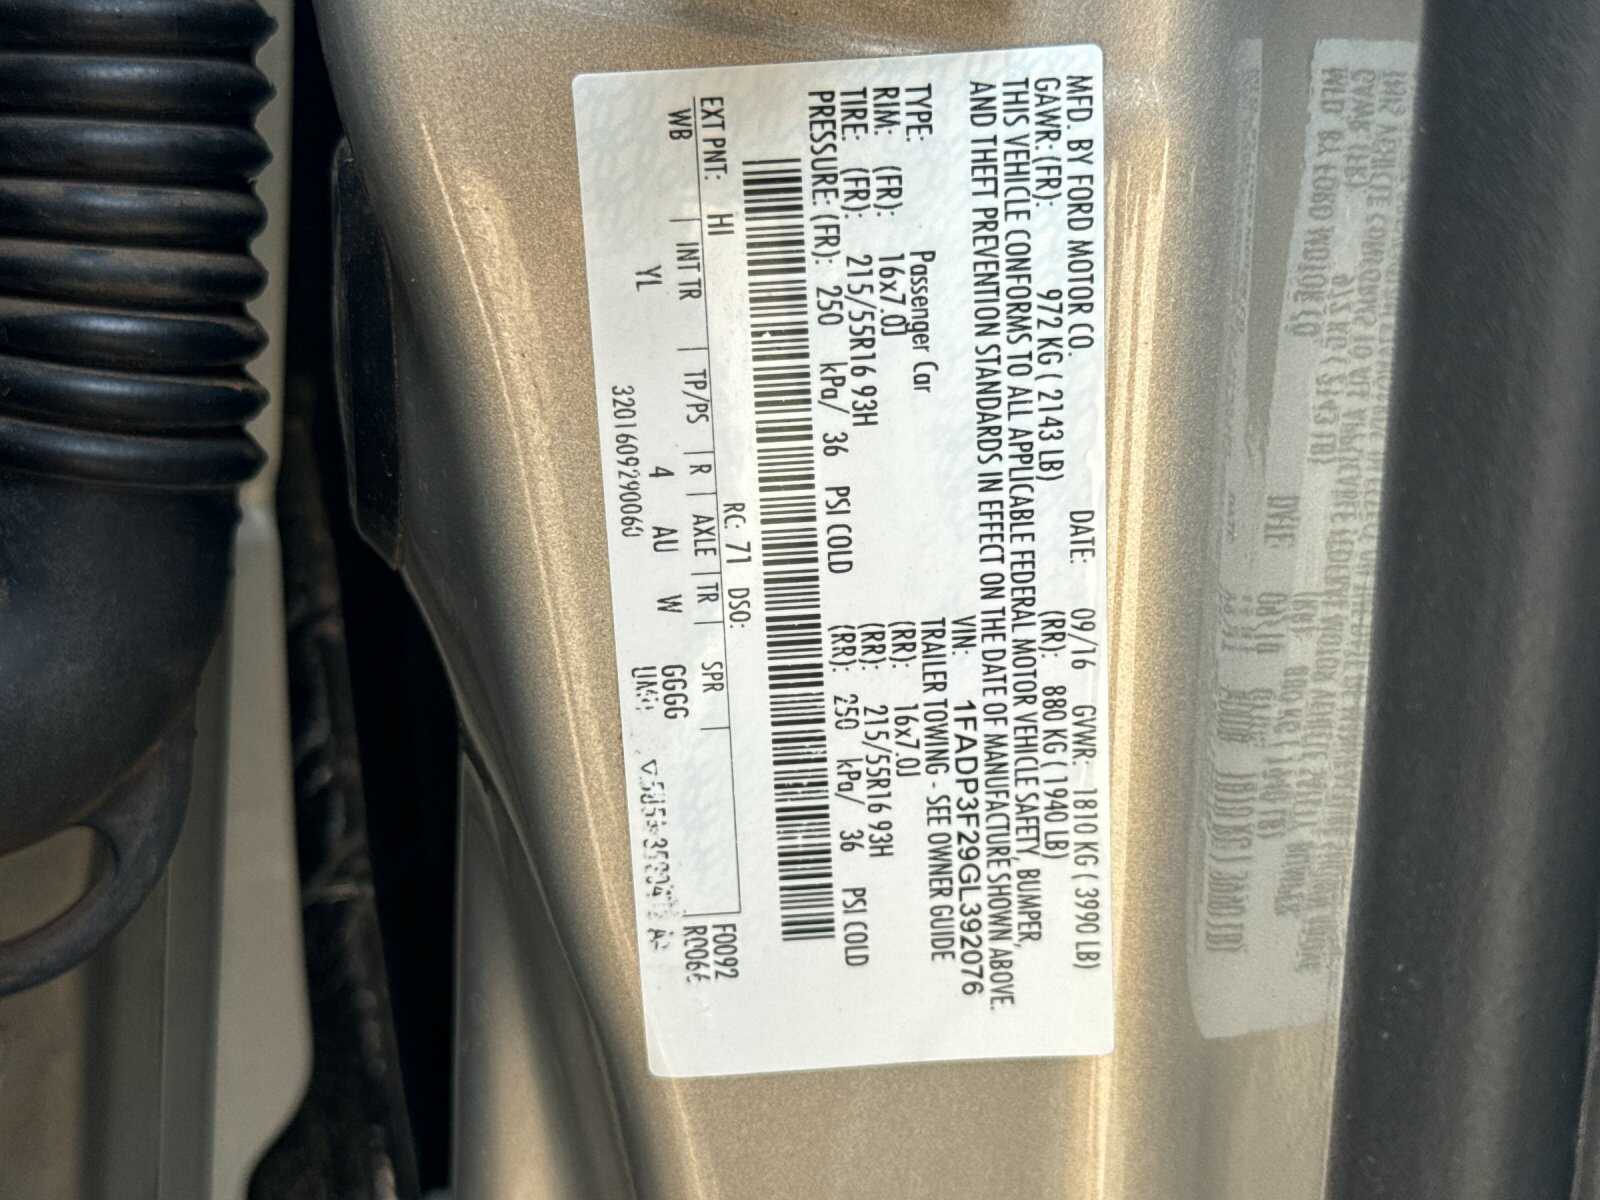 MFD. BY FORD MOTOR CO. DATE: 09/16 GVWR: 1810 KG ( 3990 LB)
GAWR: (FR): 972 KG ( 2143 LB) (RR): 880 KG ( 1940 LB)
THIS VEHICLE CONFORMS TO ALL APPLICABLE FEDERAL MOTOR VEHICLE SAFETY, BUMPER,
AND THEFT PREVENTION STANDARDS IN EFFECT ON THE DATE OF MANUFACTURE SHOWN ABOVE.
VIN: 1FADP3F29GL392076
TYPE: Passenger Car TRAILER TOWING - SEE OWNER GUIDE
RIM: (FR): 16x7.0J (RR): 16x7.0J
TIRE: (FR): 215/55R16 93H (RR): 215/55R16 93H
PRESSURE: (FR): 250 kPa/ 36 PSI COLD (RR): 250 kPa/ 36 PSI COLD
RC: 71 DSO: F0092
EXT PNT: HI
WB | INT TR | TP/PS | R | AXLE | TR | SPR |
YL 4 AU W GGGG
3201609290060